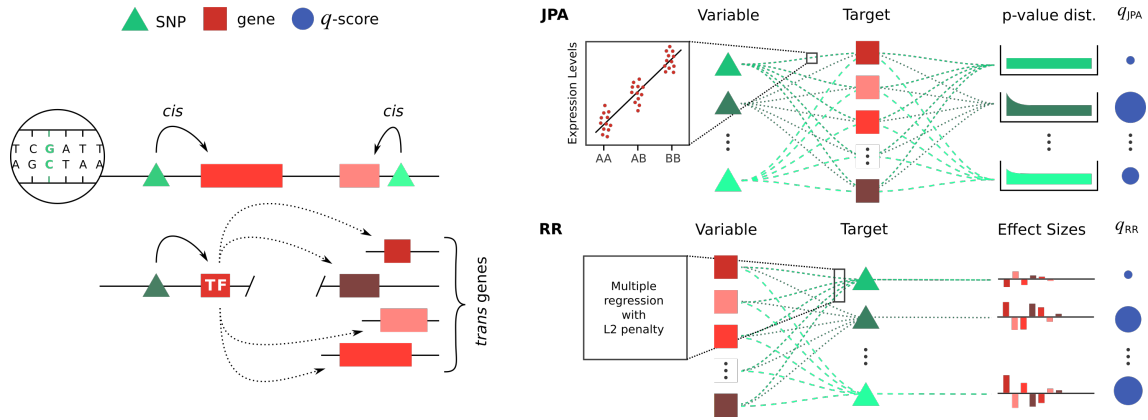 SNP gene q-score
cis cis
T C G A T T
A G C T A A
TF
trans genes
JPA Variable Target p-value dist. qJPA
Expression Levels
AA AB BB
RR Variable Target Effect Sizes qRR
Multiple
regression
with
L2 penalty